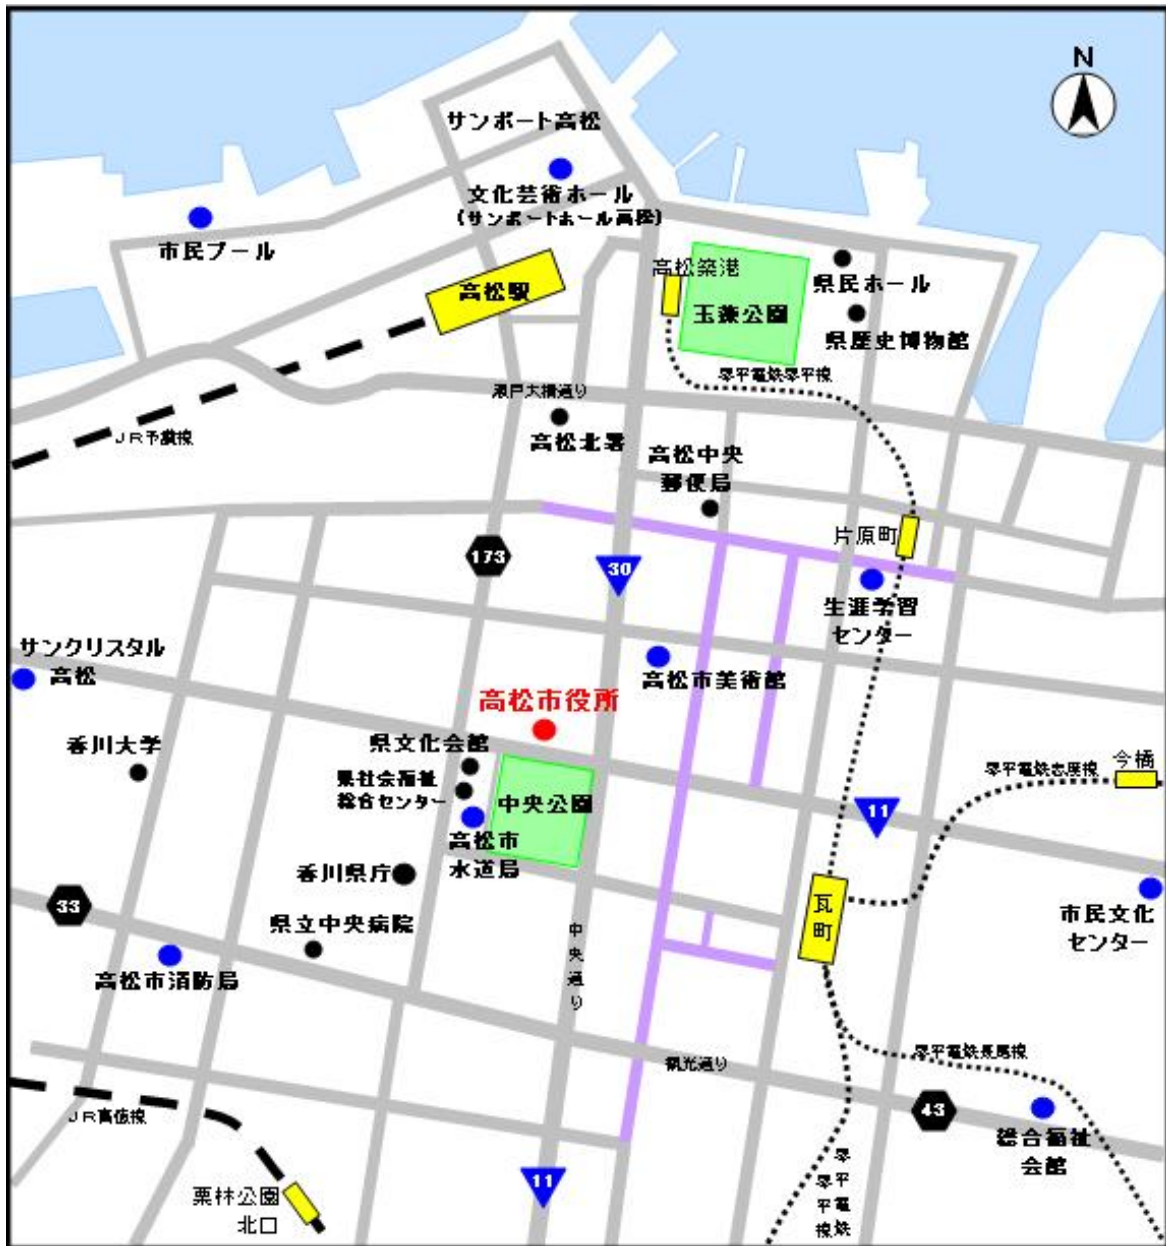 N
サンポート高松
文化芸術ホール
(サンポートホール高松)
市民プール
高松築港
高松駅
県民ホール
玉藻公園
県歴史博物館
琴平電鉄琴平線
瀬戸大橋通り
JR予讃線
高松北署
高松中央
郵便局
片原町
173
30
生涯学習
センター
サンクリスタル
高松
高松市美術館
高松市役所
香川大学
県文化会館
県社会福祉
総合センター
中央公園
琴平電鉄志度線
今橋
11
高松市
水道局
香川県庁
33
県立中央病院
瓦町
市民文化
センター
高松市消防局
中央通り
観光通り
琴平電鉄長尾線
JR高徳線
43
総合福祉
会館
栗林公園
北口
11
琴平電鉄
琴平線